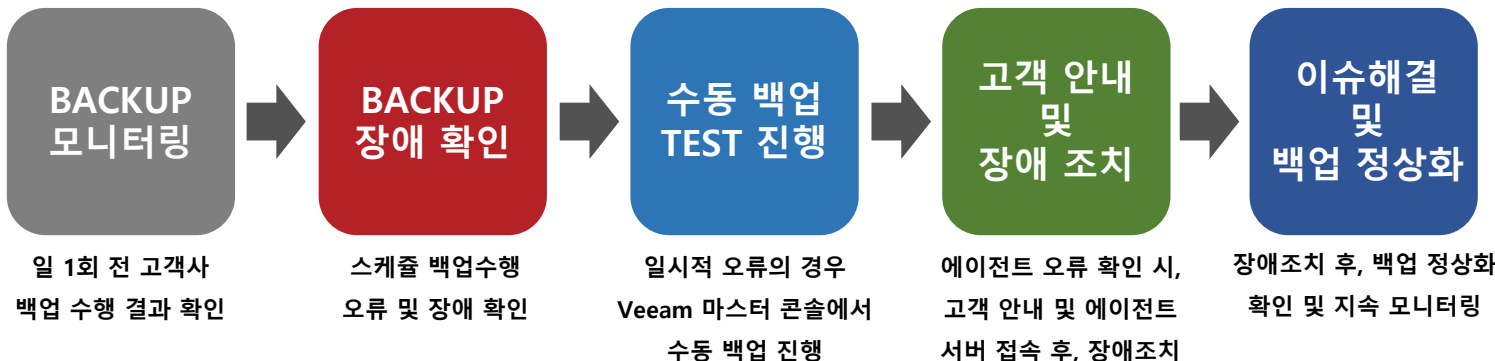 BACKUP
모니터링
BACKUP
장애 확인
수동 백업
TEST 진행
고객 안내
및
장애 조치
이슈해결
및
백업 정상화
일 1회 전 고객사
백업 수행 결과 확인
스케쥴 백업수행
오류 및 장애 확인
일시적 오류의 경우
Veeam 마스터 콘솔에서
수동 백업 진행
에이전트 오류 확인 시,
고객 안내 및 에이전트
서버 접속 후, 장애조치
장애조치 후, 백업 정상화
확인 및 지속 모니터링